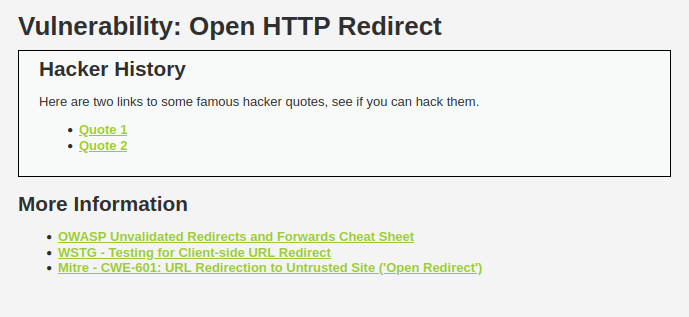 Vulnerability: Open HTTP Redirect
Hacker History
Here are two links to some famous hacker quotes, see if you can hack them.
Quote 1
Quote 2
More Information
OWASP Unvalidated Redirects and Forwards Cheat Sheet
WSTG - Testing for Client-side URL Redirect
Mitre - CWE-601: URL Redirection to Untrusted Site ('Open Redirect')